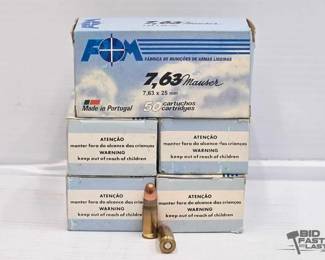 FOM
FÁBRICA DE MUNIÇÕES DE ARMAS LIGEIRAS
7,63 Mauser
7,63 x 25 mm
Made in Portugal
50 cartuchos
cartridges
ATENÇÃO
manter fora do alcance das crianças
WARNING
keep out of reach of children
ATENÇÃO
manter fora do alcance das crianças
WARNING
keep out of reach of children
ATENÇÃO
manter fora do alcance das crianças
WARNING
keep out of reach of children
ATENÇÃO
manter fora do alcance das crianças
WARNING
keep out of reach of children
BID
FAST
LAST